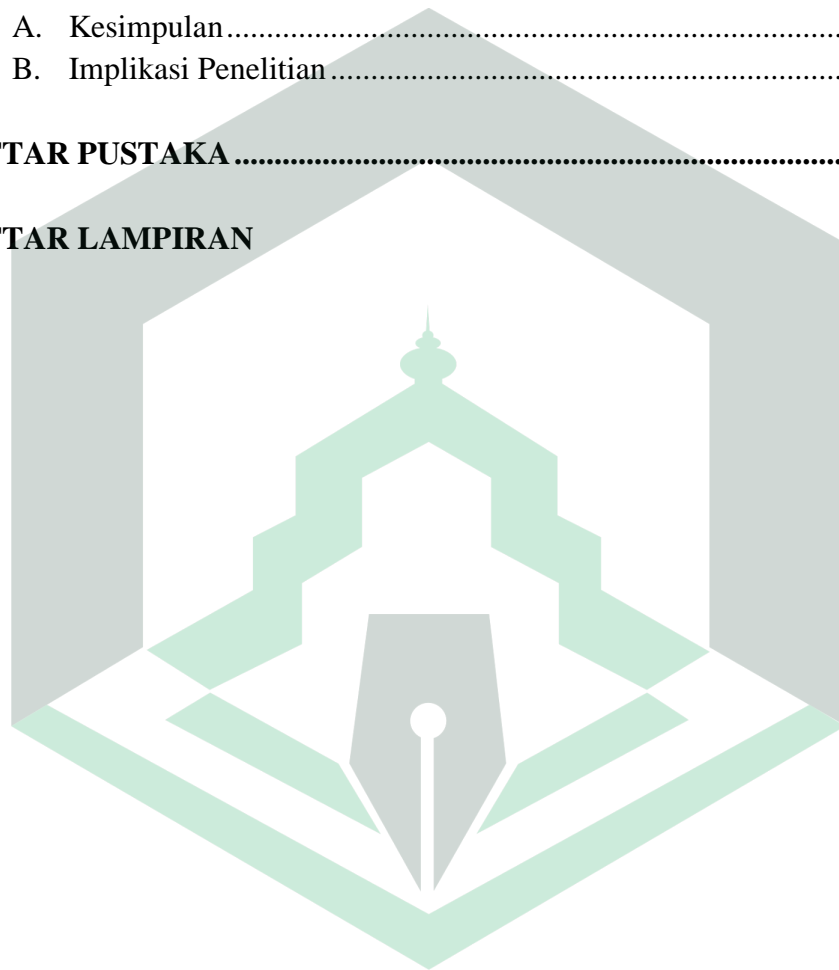 A. Kesimpulan....................................................................................
B. Implikasi Penelitian.......................................................................
TAR PUSTAKA................................................................................
TAR LAMPIRAN